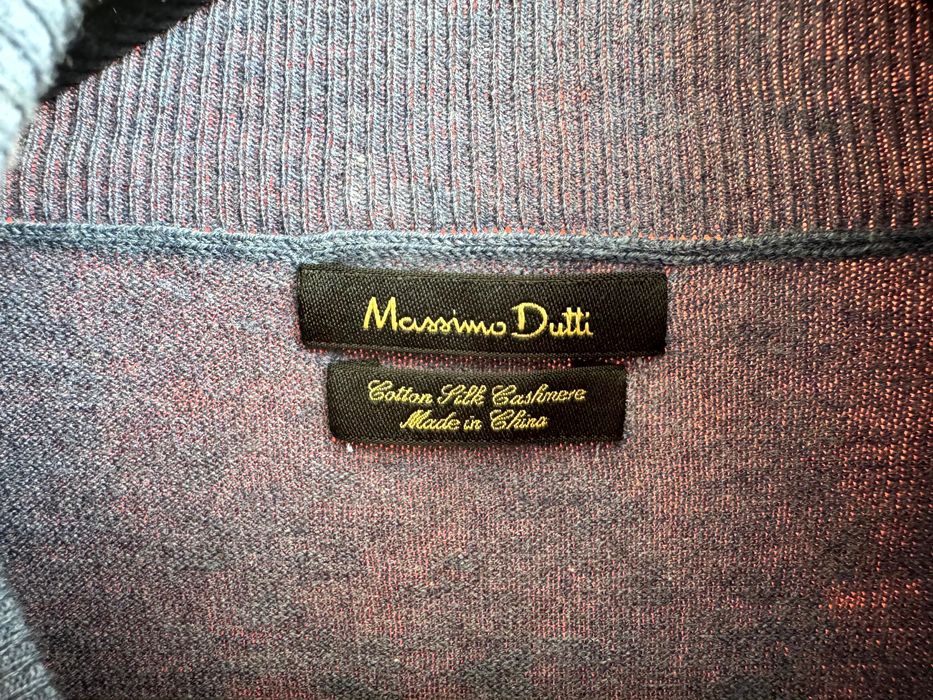 Massimo Dutti
Cotton Silk Cashmere
Made in China